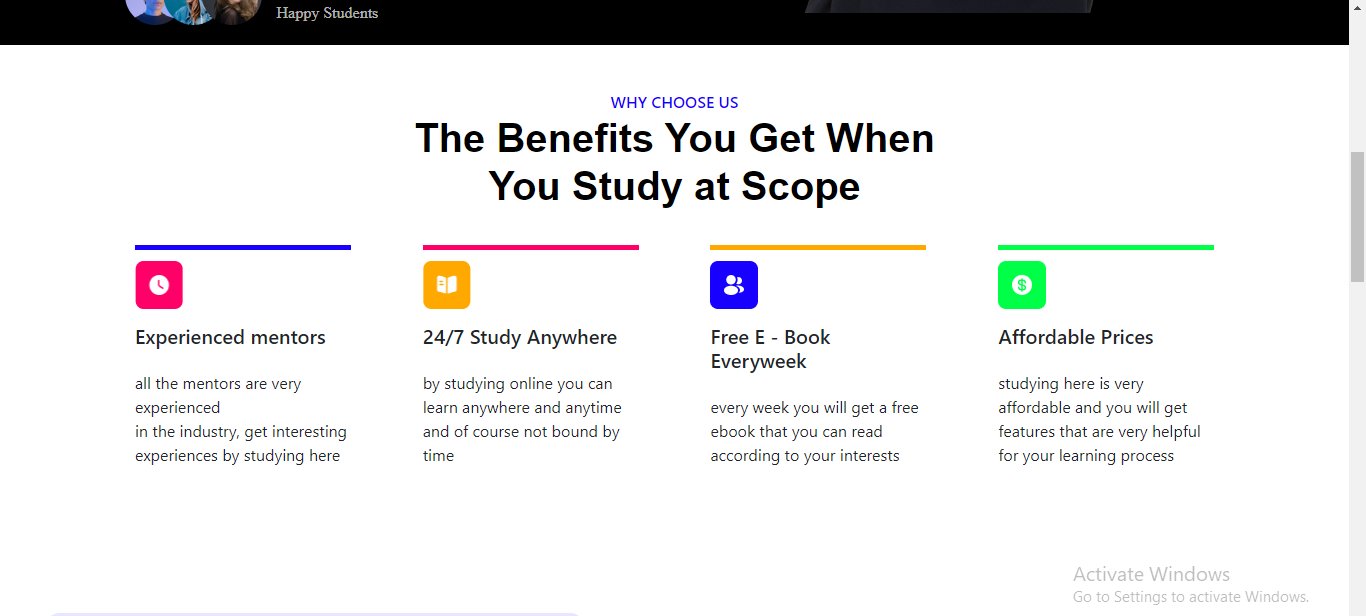 Happy Students
WHY CHOOSE US
The Benefits You Get When
You Study at Scope
Experienced mentors
all the mentors are very
experienced
in the industry, get interesting
experiences by studying here
24/7 Study Anywhere
by studying online you can
learn anywhere and anytime
and of course not bound by
time
Free E - Book
Everyweek
every week you will get a free
ebook that you can read
according to your interests
Affordable Prices
studying here is very
affordable and you will get
features that are very helpful
for your learning process
Activate Windows
Go to Settings to activate Windows.